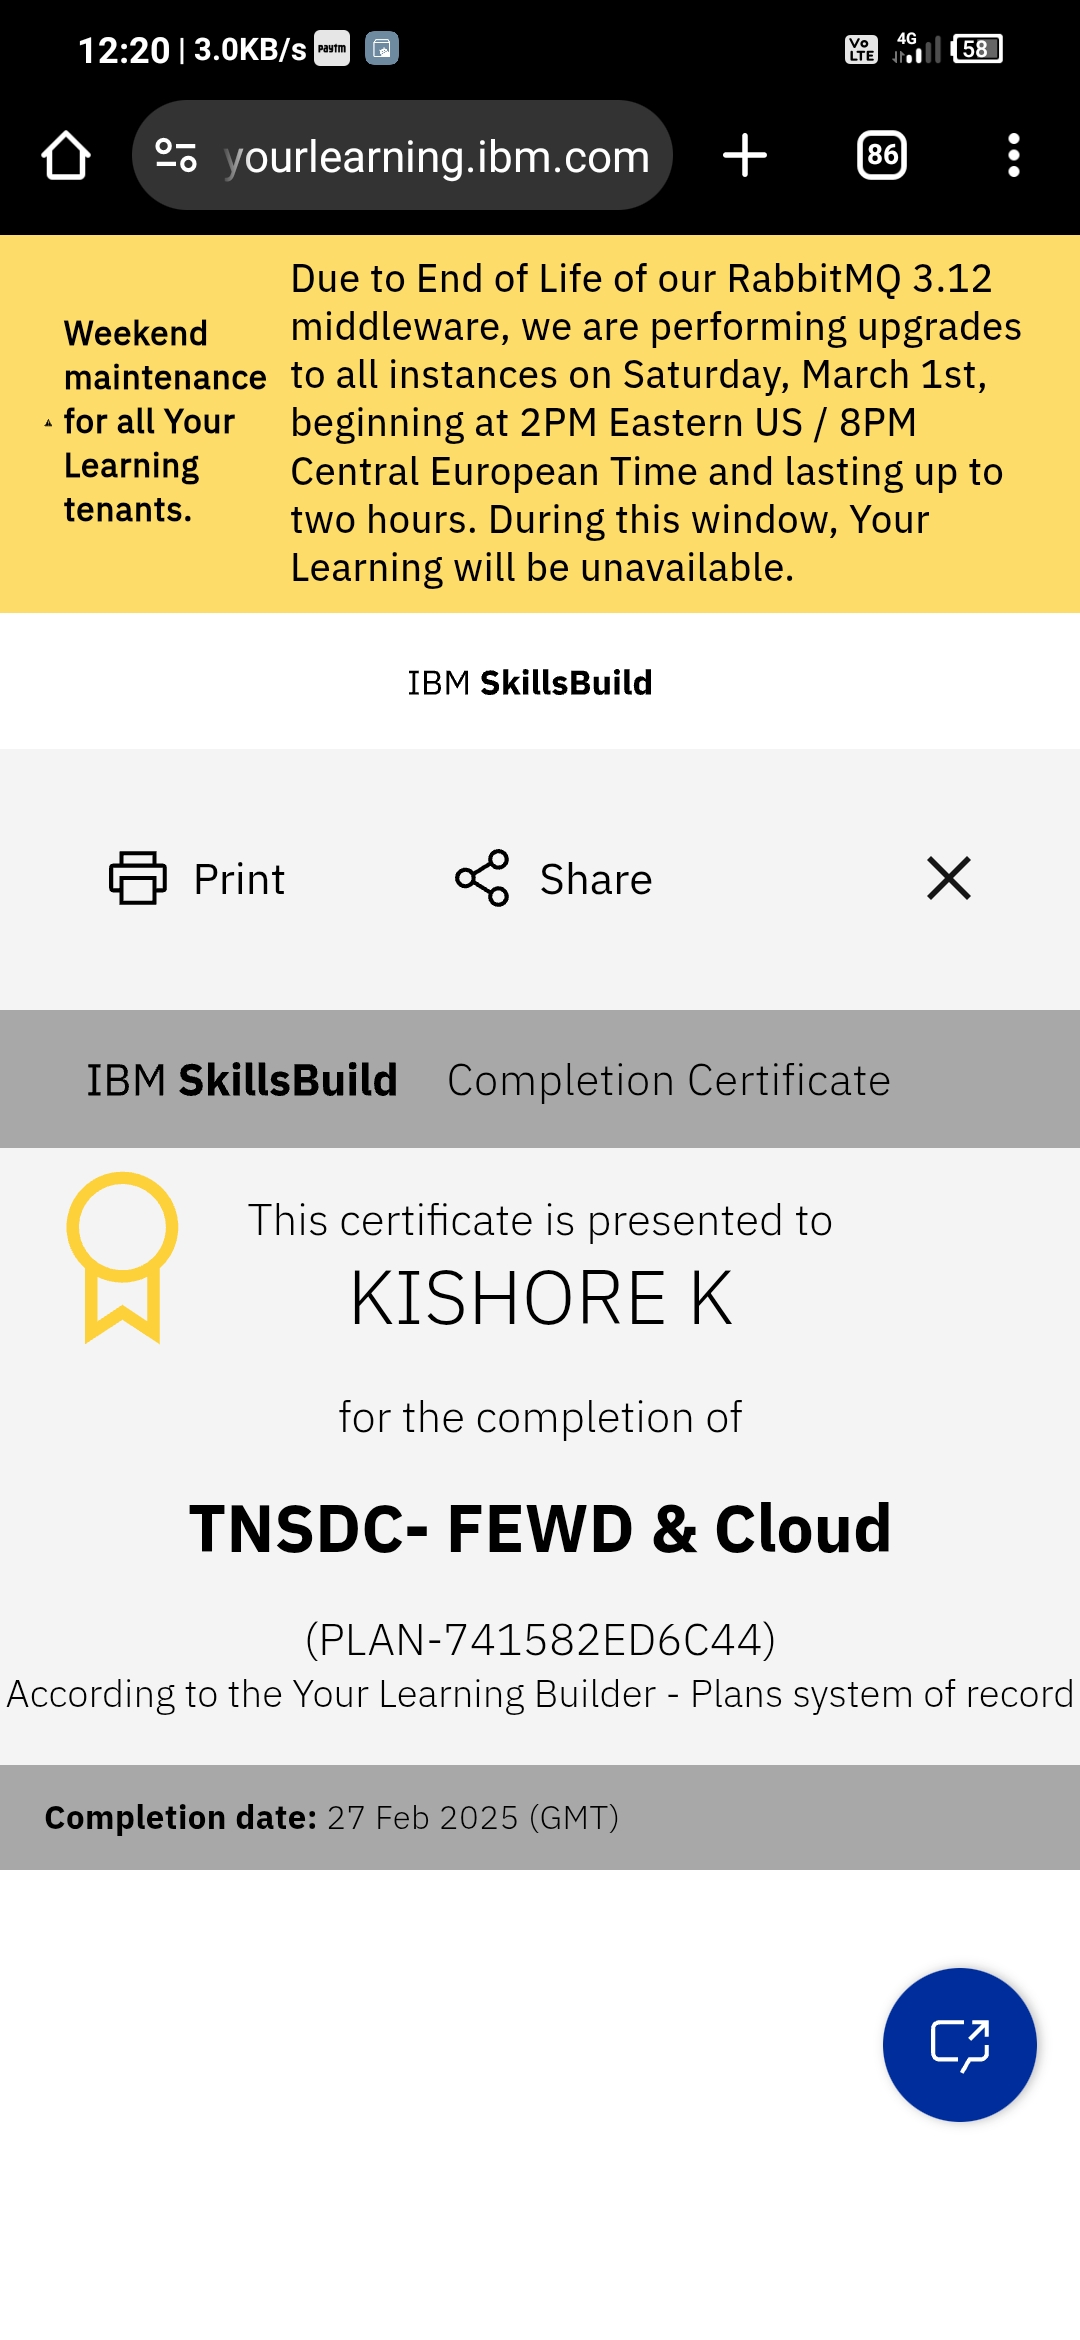 12:20 | 3.0KB/s paytm
Vo LTE 4G 58
yourlearning.ibm.com
86
Weekend
maintenance
for all Your
Learning
tenants.
Due to End of Life of our RabbitMQ 3.12
middleware, we are performing upgrades
to all instances on Saturday, March 1st,
beginning at 2PM Eastern US / 8PM
Central European Time and lasting up to
two hours. During this window, Your
Learning will be unavailable.
IBM SkillsBuild
Print Share
IBM SkillsBuild Completion Certificate
This certificate is presented to
KISHORE K
for the completion of
TNSDC- FEWD & Cloud
(PLAN-741582ED6C44)
According to the Your Learning Builder - Plans system of record
Completion date: 27 Feb 2025 (GMT)